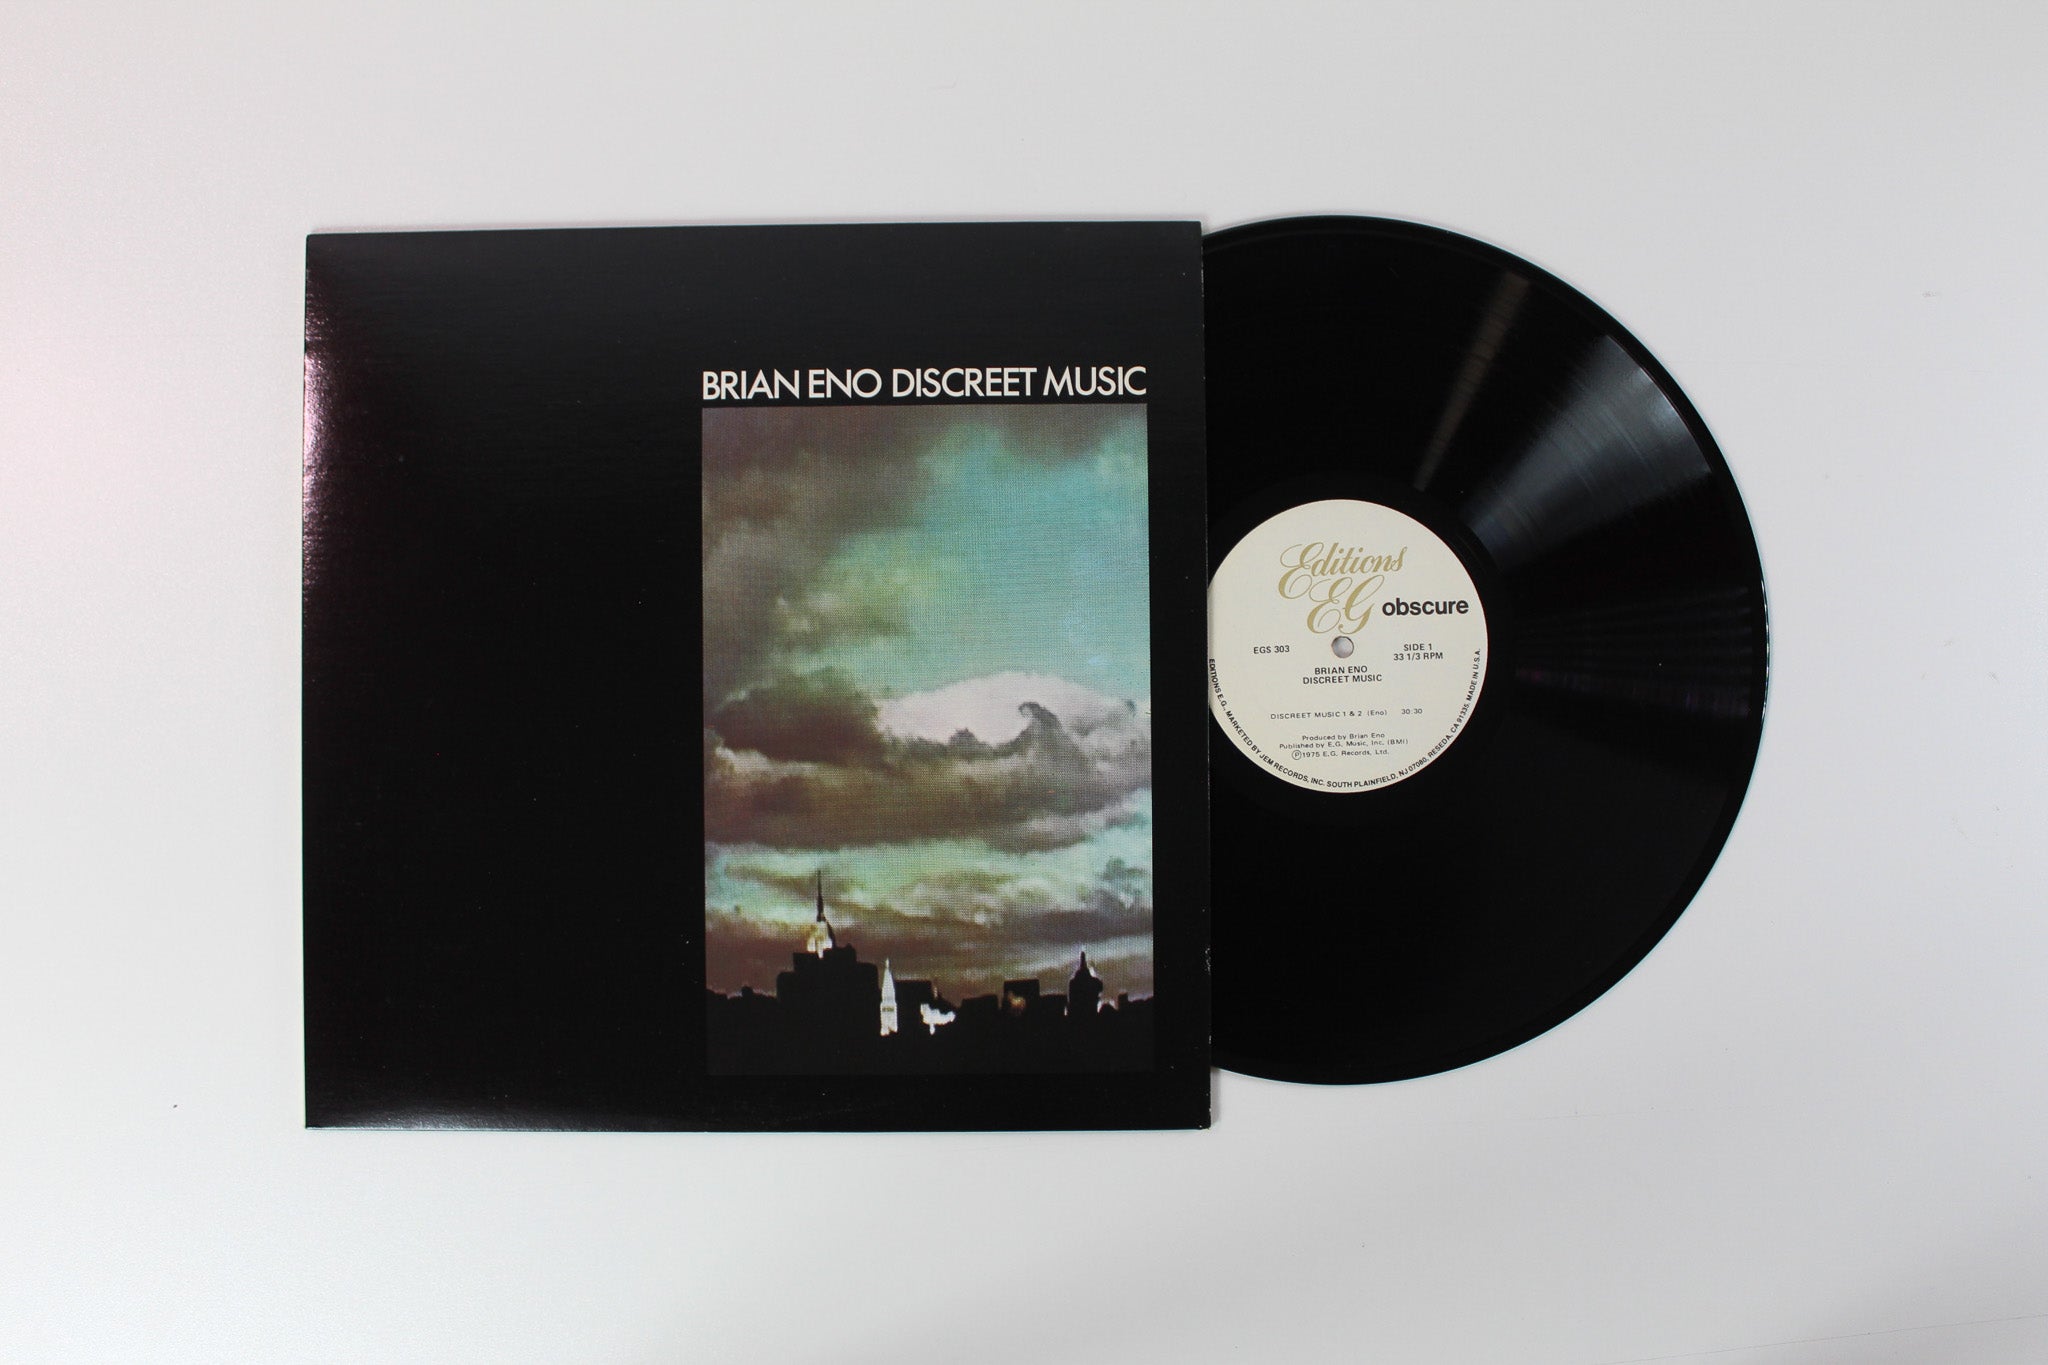 BRIAN ENO DISCREET MUSIC
Editions
EG obscure
EGS 303
SIDE 1
33 1/3 RPM
BRIAN ENO
DISCREET MUSIC
DISCREET MUSIC 1 & 2 (Eno) 30:30
Produced by Brian Eno
Published by E.G. Music, Inc. (BMI)
Ⓟ1975 E.G. Records, Ltd.
EDITIONS E.G., MARKETED BY JEM RECORDS, INC. SOUTH PLAINFIELD, NJ 07080, RESEDA, CA 91335. MADE IN U.S.A.